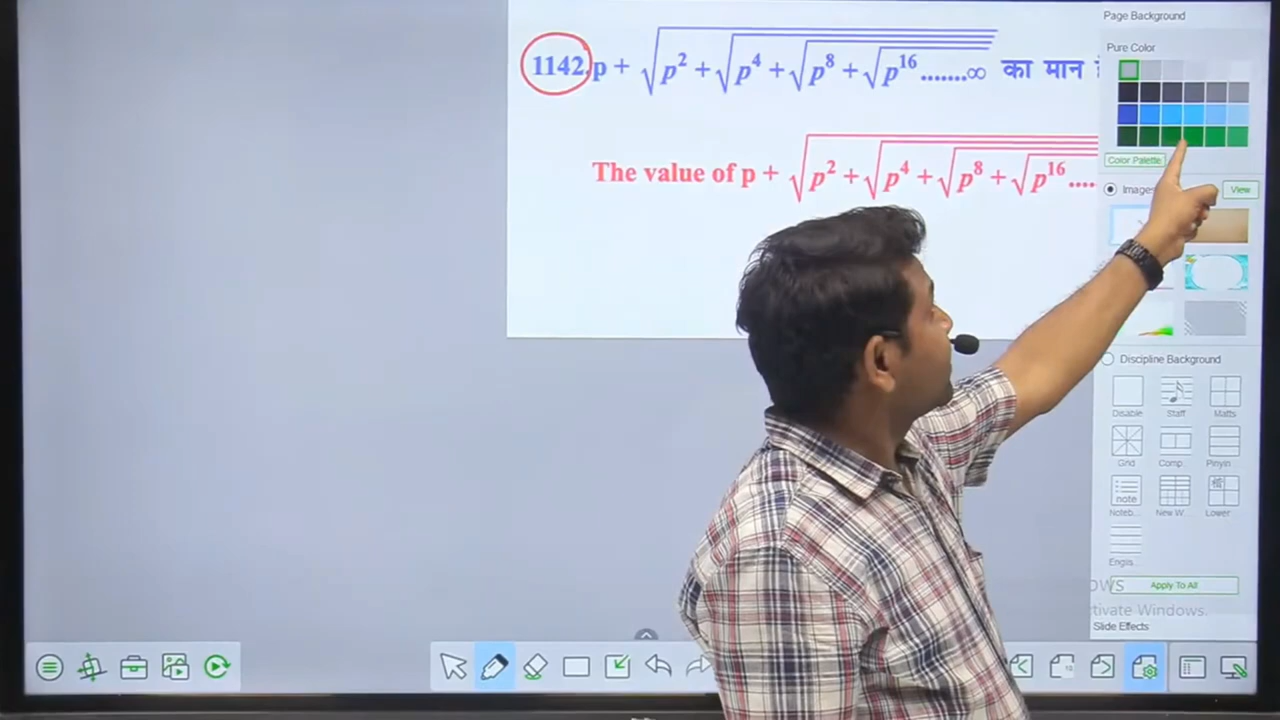 1142. p + √p² + √p⁴ + √p⁸ + √p¹⁶ .......∞ का मान
The value of p + √p² + √p⁴ + √p⁸ + √p¹⁶ ....
Page Background
Pure Color
Color Palette
Images
View
Discipline Background
Disable Staff Matts
Grid Comp... Pinyin
note
Noteb... New W... Lower
Englis...
Apply To All
tivate Windows.
Slide Effects